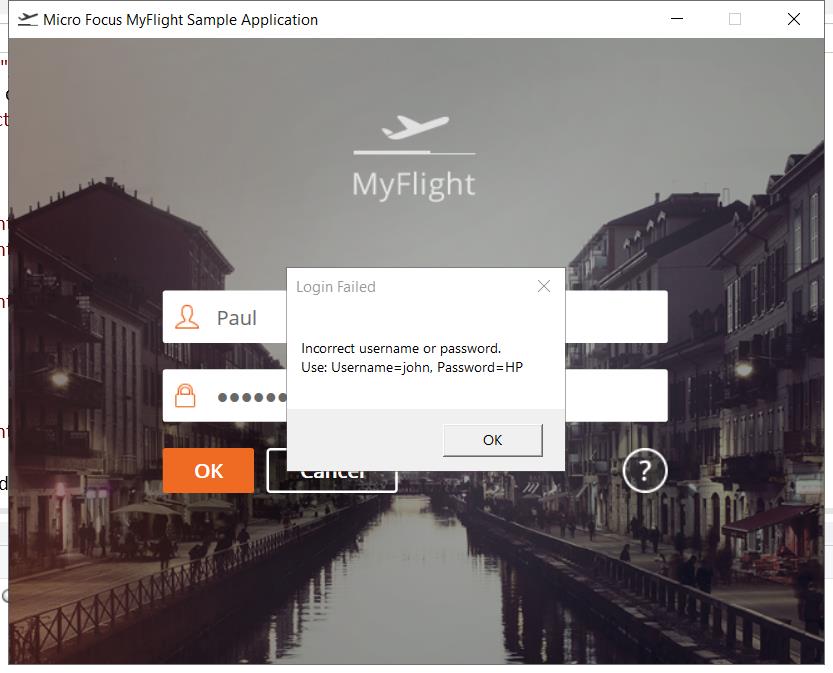 Micro Focus MyFlight Sample Application
MyFlight
Login Failed
Paul
Incorrect username or password.
Use: Username=john, Password=HP
OK
OK
Cancel
?